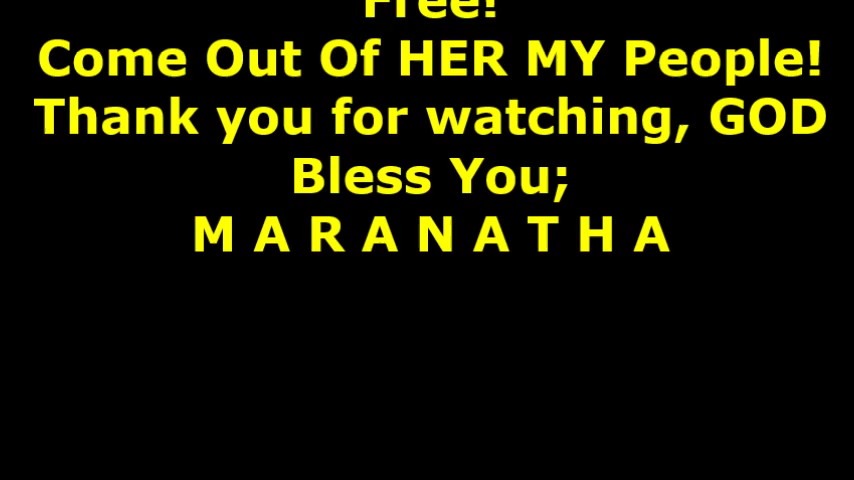 Free!
Come Out Of HER MY People!
Thank you for watching, GOD
Bless You;
M A R A N A T H A